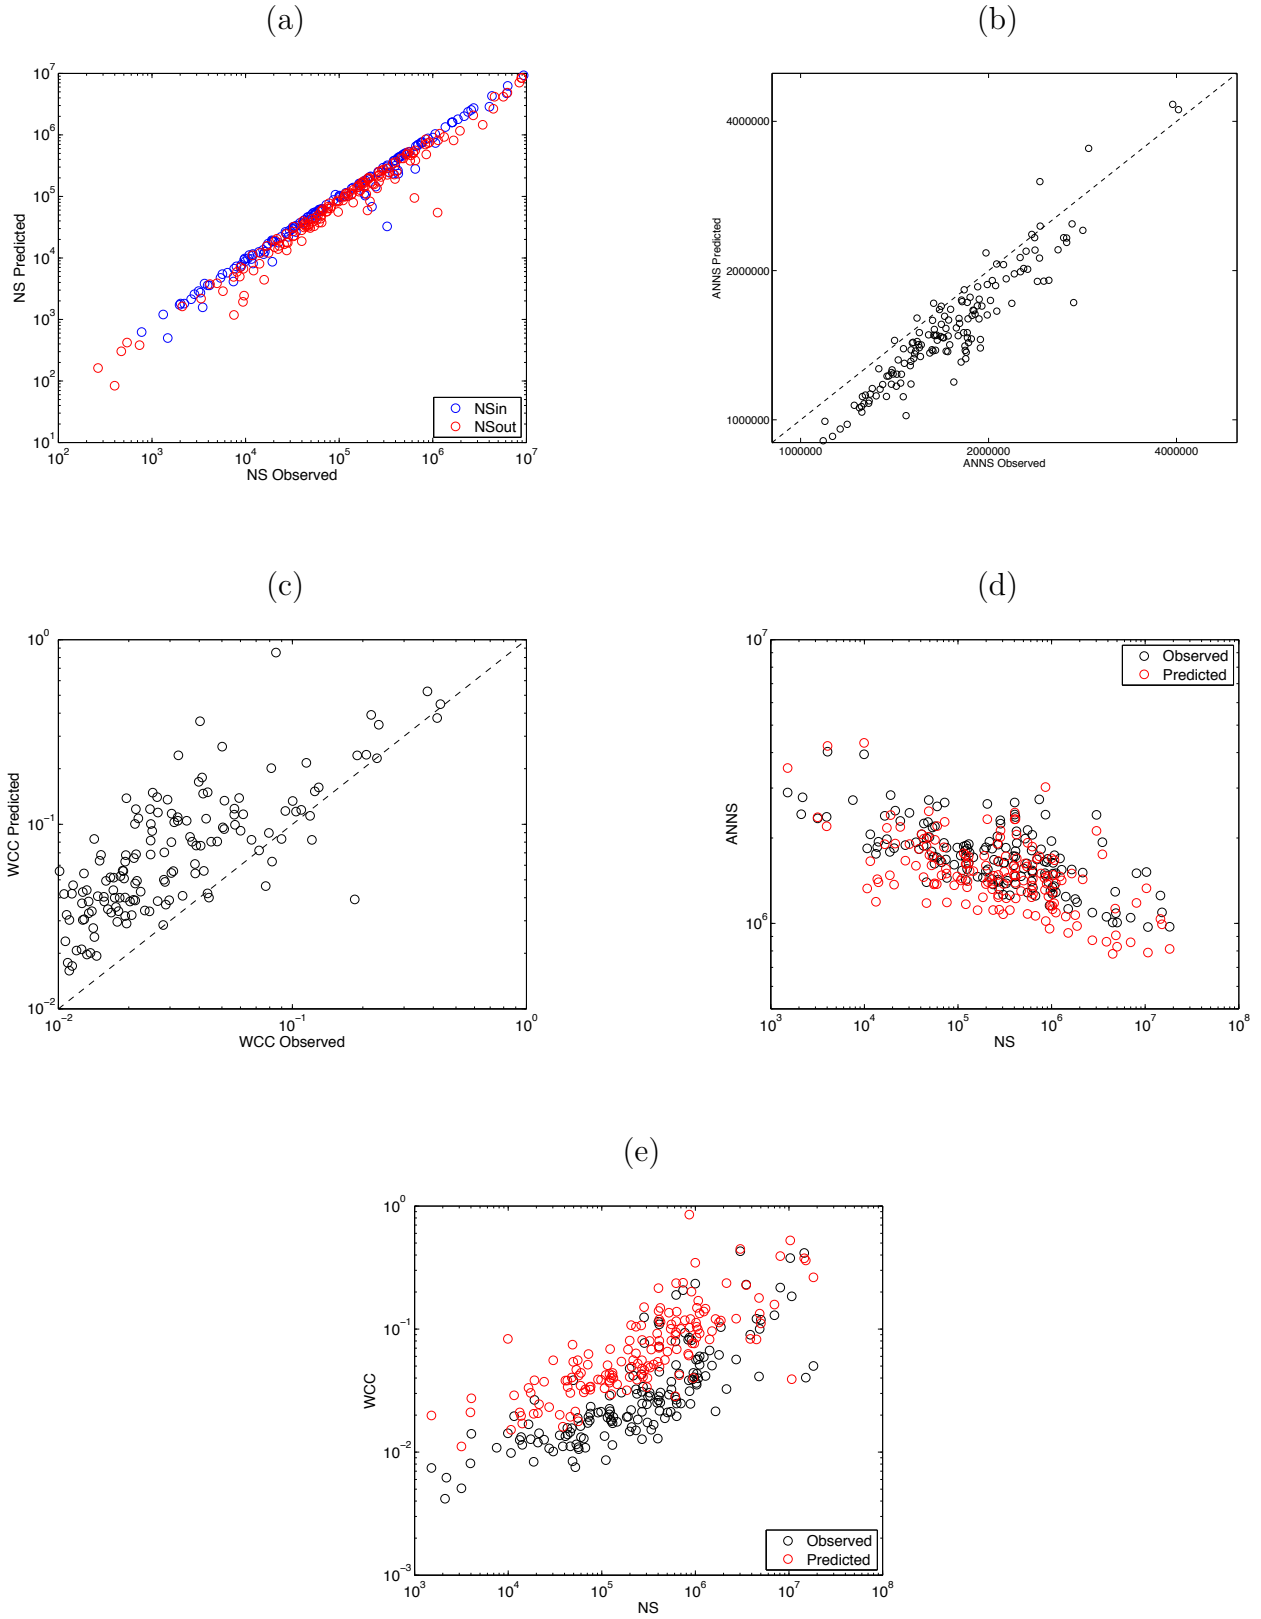 (a)
10^7
10^6
10^5
10^4
10^3
10^2
10^1
NS Predicted
NSin
NSout
10^2 10^3 10^4 10^5 10^6 10^7
NS Observed
(b)
4000000
2000000
1000000
ANNS Predicted
1000000 2000000 4000000
ANNS Observed
(c)
10^0
10^−1
10^−2
WCC Predicted
10^−2 10^−1 10^0
WCC Observed
(d)
10^7
10^6
ANNS
Observed
Predicted
10^3 10^4 10^5 10^6 10^7 10^8
NS
(e)
10^0
10^−1
10^−2
10^−3
WCC
Observed
Predicted
10^3 10^4 10^5 10^6 10^7 10^8
NS